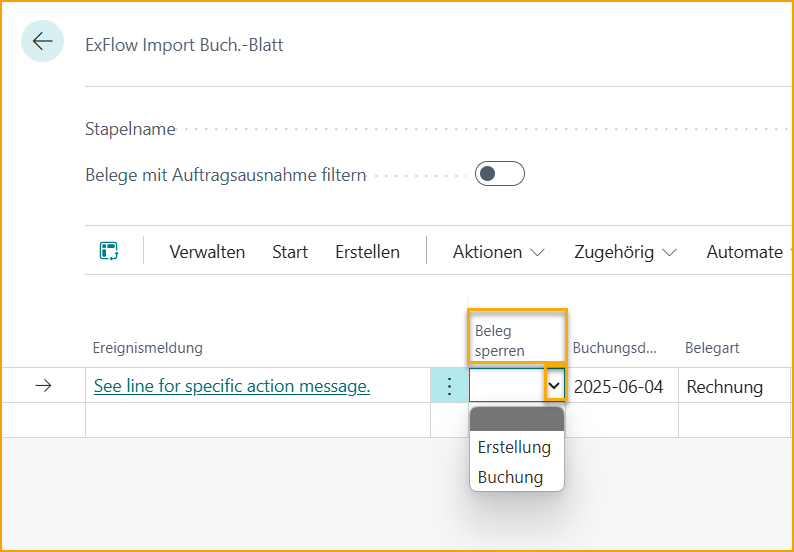 ExFlow Import Buch.-Blatt
Stapelname
Belege mit Auftragsausnahme filtern
Verwalten Start Erstellen Aktionen Zugehörig Automate
Ereignismeldung Beleg sperren Buchungsd... Belegart
See line for specific action message. 2025-06-04 Rechnung
Erstellung
Buchung